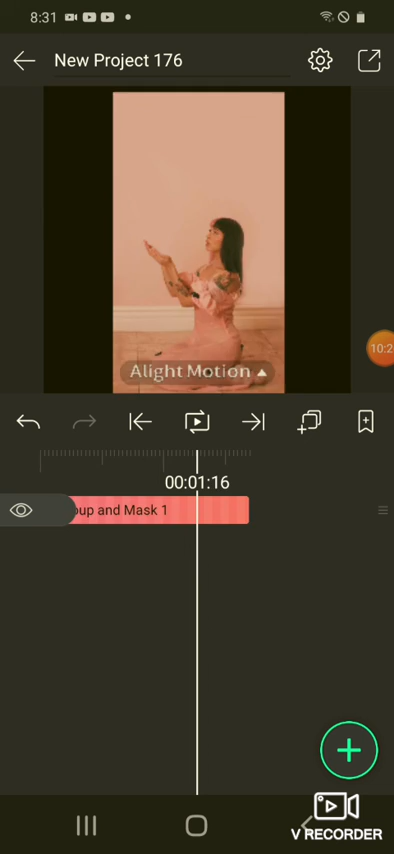 8:31
New Project 176
Alight Motion
10:2
00:01:16
oup and Mask 1
V RECORDER